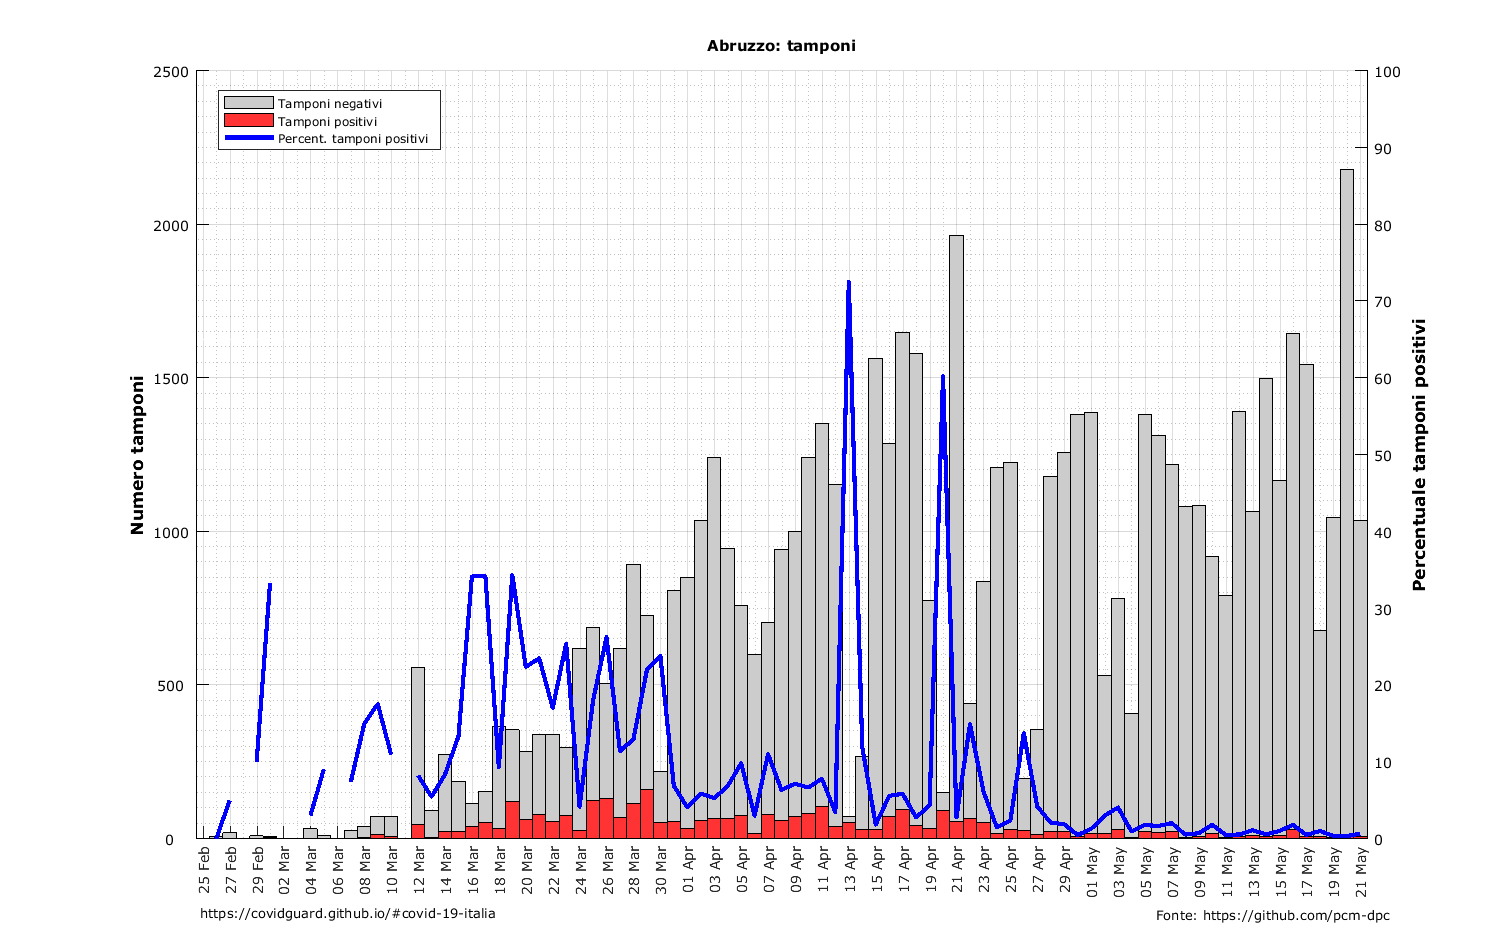 Abruzzo: tamponi
2500
2000
1500
1000
500
0
Numero tamponi
Tamponi negativi
Tamponi positivi
Percent. tamponi positivi
100
90
80
70
60
50
40
30
20
10
0
Percentuale tamponi positivi
25 Feb
27 Feb
29 Feb
02 Mar
04 Mar
06 Mar
08 Mar
10 Mar
12 Mar
14 Mar
16 Mar
18 Mar
20 Mar
22 Mar
24 Mar
26 Mar
28 Mar
30 Mar
01 Apr
03 Apr
05 Apr
07 Apr
09 Apr
11 Apr
13 Apr
15 Apr
17 Apr
19 Apr
21 Apr
23 Apr
25 Apr
27 Apr
29 Apr
01 May
03 May
05 May
07 May
09 May
11 May
13 May
15 May
17 May
19 May
21 May
https://covidguard.github.io/#covid-19-italia
Fonte: https://github.com/pcm-dpc